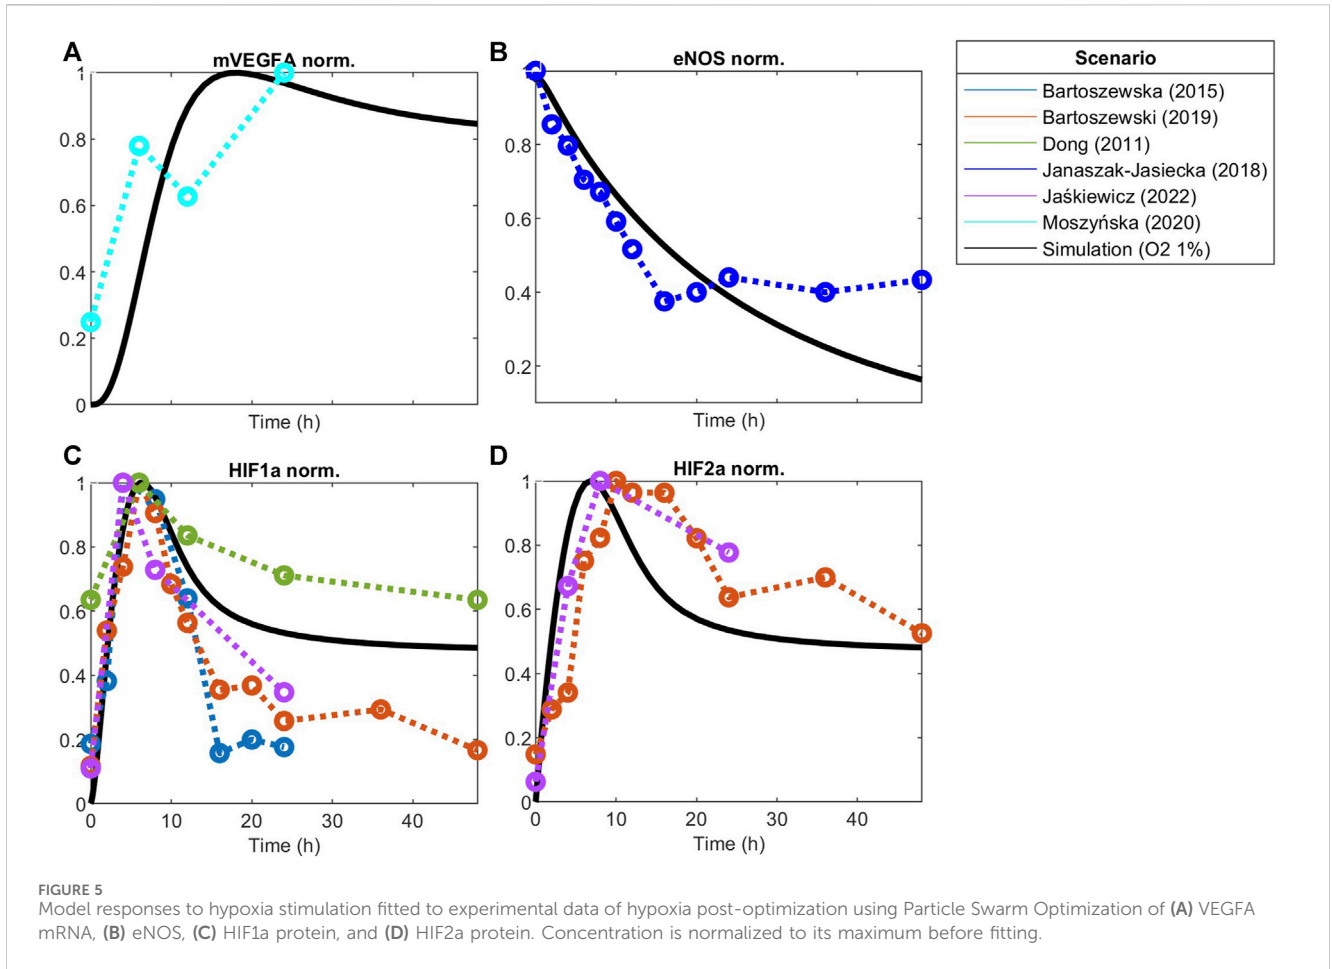 A
mVEGFA norm.
1
0.8
0.6
0.4
0.2
0
Time (h)
B
eNOS norm.
1
0.8
0.6
0.4
0.2
Time (h)
Scenario
Bartoszewska (2015)
Bartoszewski (2019)
Dong (2011)
Janaszak-Jasiecka (2018)
Jaśkiewicz (2022)
Moszyńska (2020)
Simulation (O2 1%)
C
HIF1a norm.
1
0.8
0.6
0.4
0.2
0
0 10 20 30 40
Time (h)
D
HIF2a norm.
1
0.8
0.6
0.4
0.2
0
0 10 20 30 40
Time (h)
FIGURE 5
Model responses to hypoxia stimulation fitted to experimental data of hypoxia post-optimization using Particle Swarm Optimization of (A) VEGFA
mRNA, (B) eNOS, (C) HIF1a protein, and (D) HIF2a protein. Concentration is normalized to its maximum before fitting.